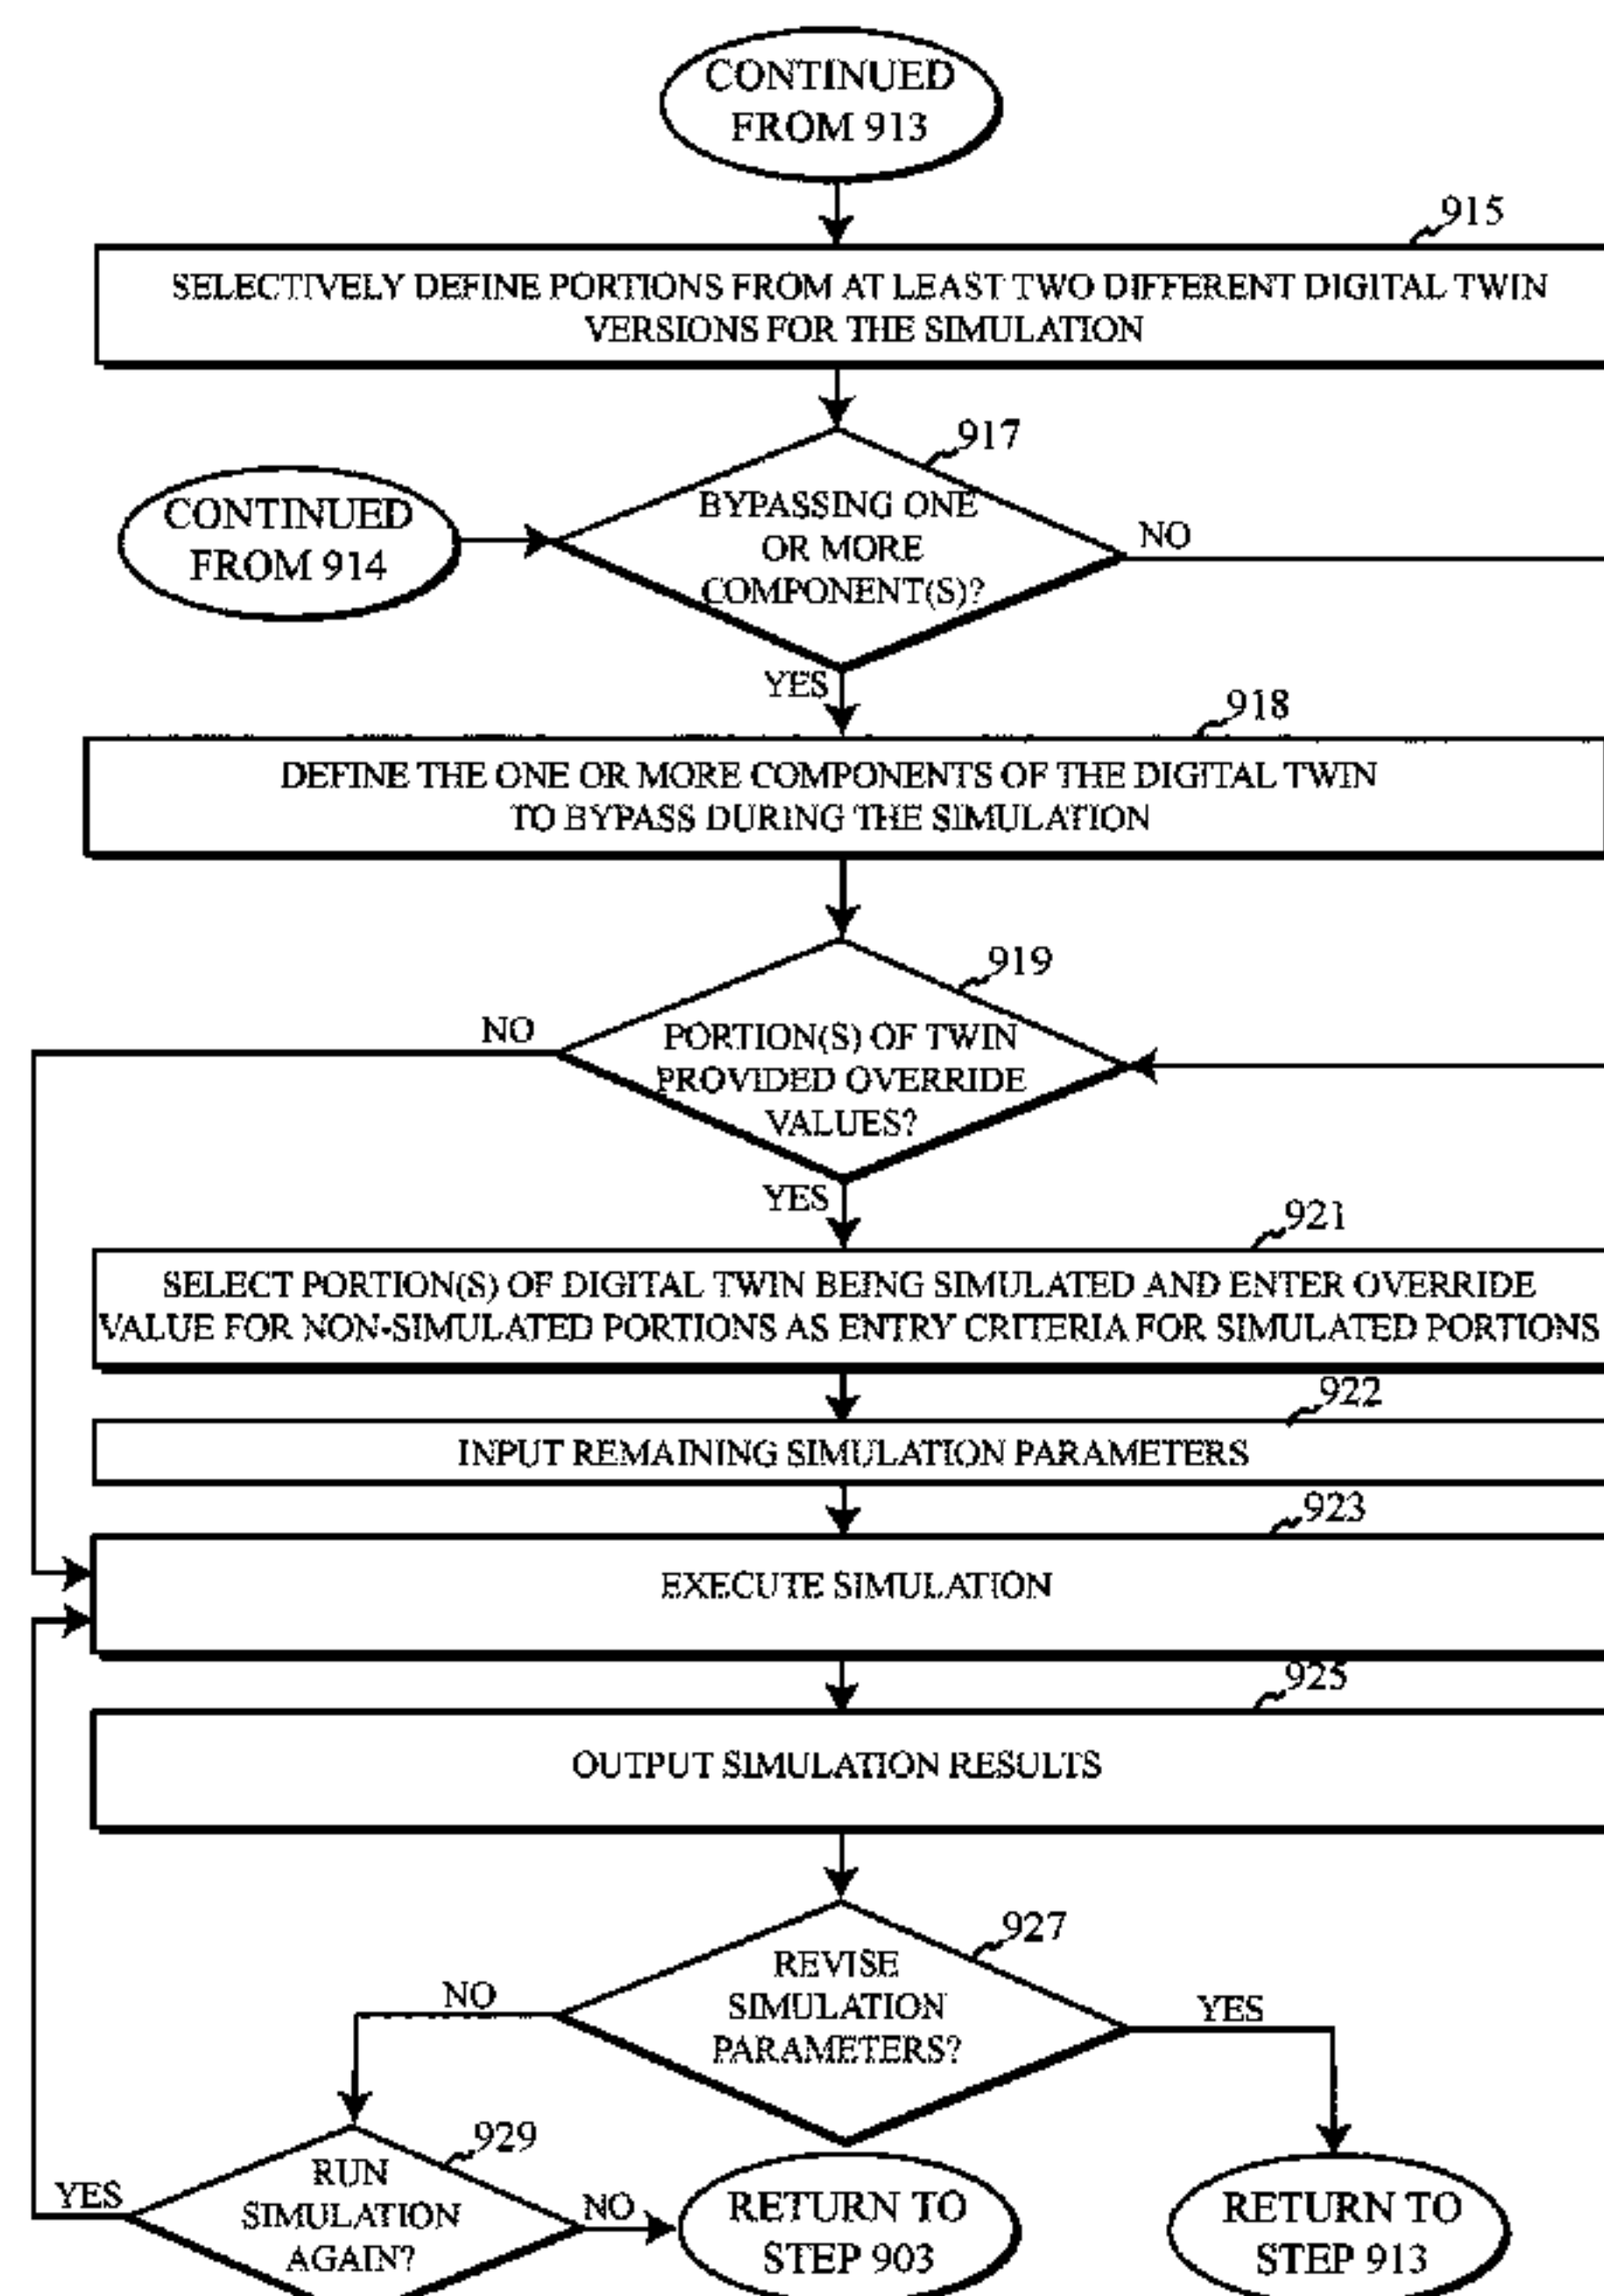 CONTINUED
FROM 913
915
SELECTIVELY DEFINE PORTIONS FROM AT LEAST TWO DIFFERENT DIGITAL TWIN
VERSIONS FOR THE SIMULATION
917
CONTINUED
FROM 914
BYPASSING ONE
OR MORE
COMPONENT(S)?
NO
YES
918
DEFINE THE ONE OR MORE COMPONENTS OF THE DIGITAL TWIN
TO BYPASS DURING THE SIMULATION
919
NO
PORTION(S) OF TWIN
PROVIDED OVERRIDE
VALUES?
YES
921
SELECT PORTION(S) OF DIGITAL TWIN BEING SIMULATED AND ENTER OVERRIDE
VALUE FOR NON-SIMULATED PORTIONS AS ENTRY CRITERIA FOR SIMULATED PORTIONS
922
INPUT REMAINING SIMULATION PARAMETERS
923
EXECUTE SIMULATION
925
OUTPUT SIMULATION RESULTS
927
NO
REVISE
SIMULATION
PARAMETERS?
YES
929
YES
RUN
SIMULATION
AGAIN?
NO
RETURN TO
STEP 903
RETURN TO
STEP 913